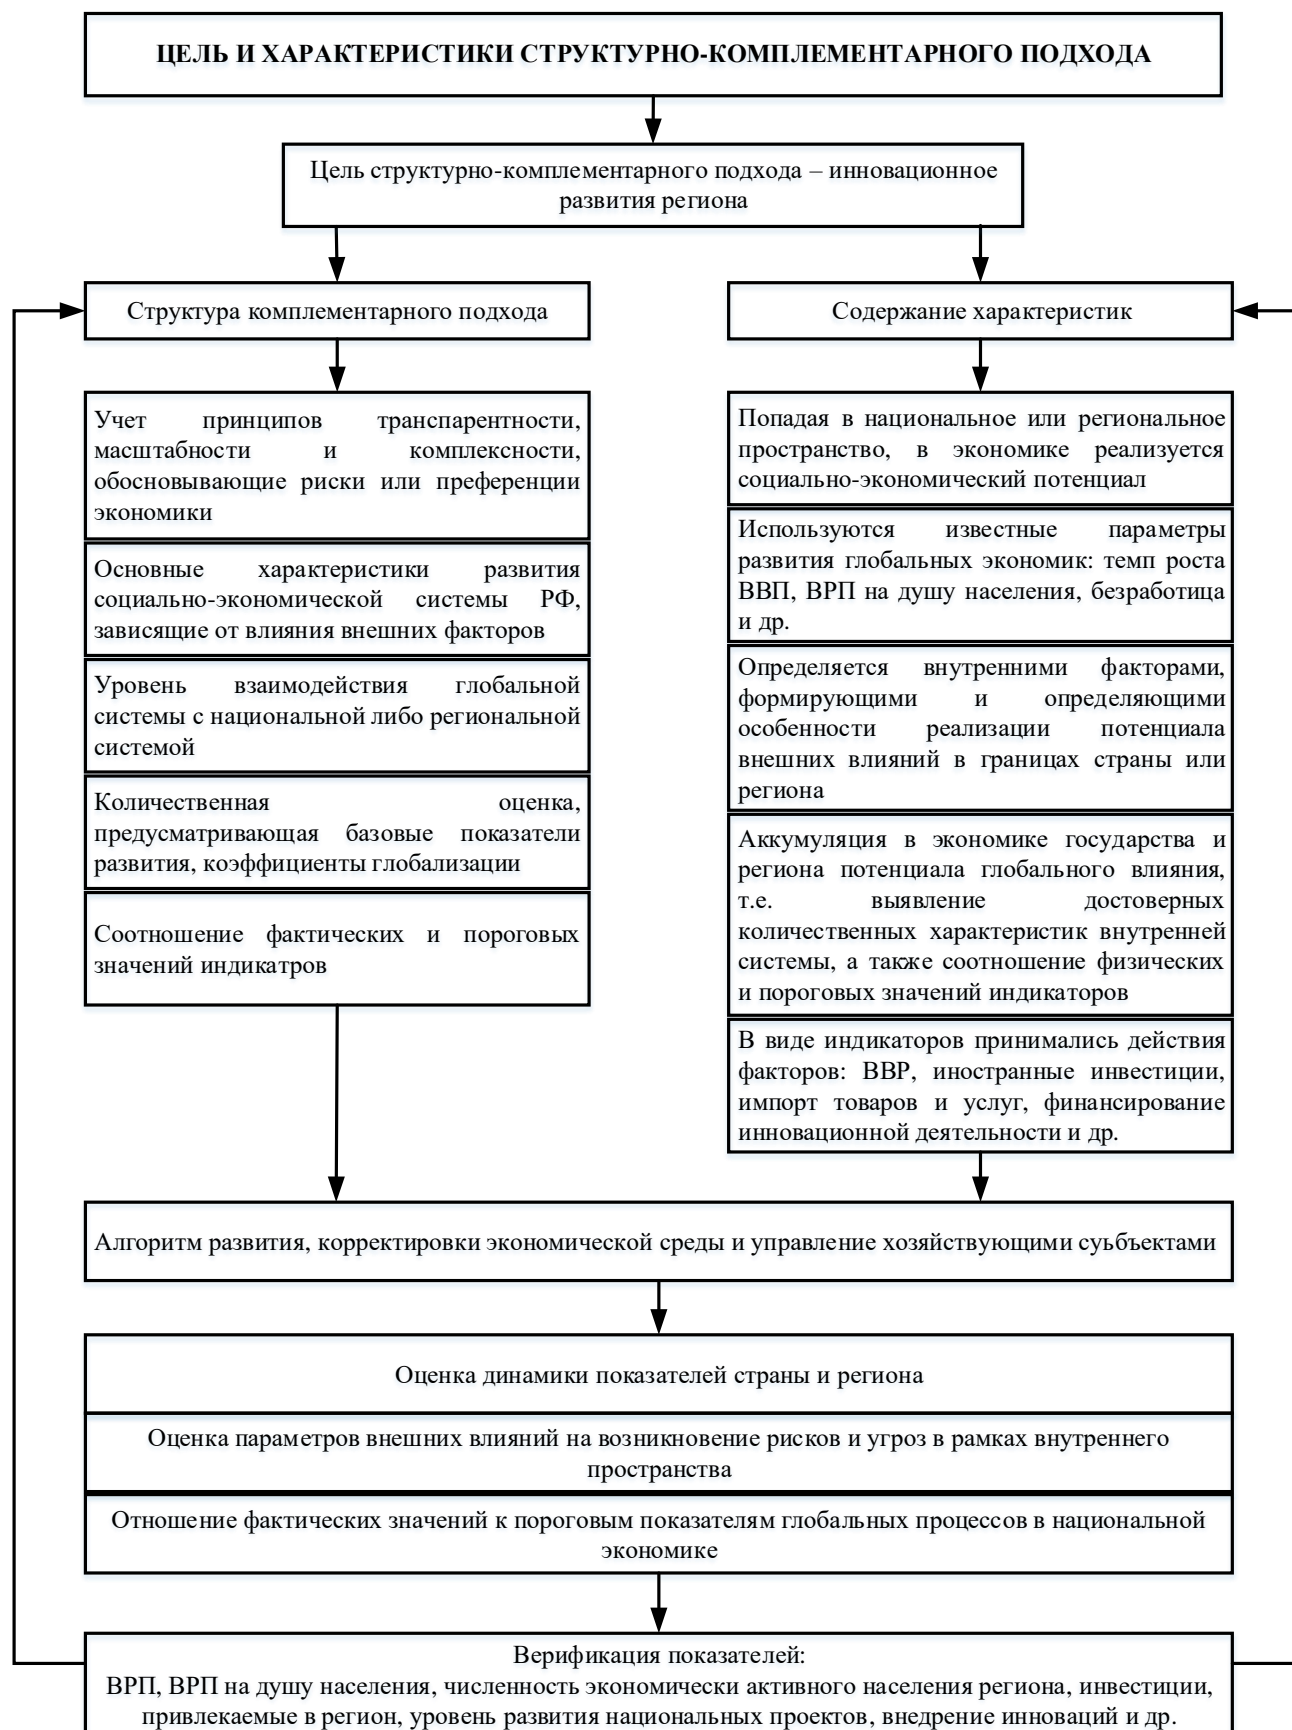 ЦЕЛЬ И ХАРАКТЕРИСТИКИ СТРУКТУРНО-КОМПЛЕМЕНТАРНОГО ПОДХОДА
Цель структурно-комплементарного подхода – инновационное
развития региона
Структура комплементарного подхода
Учет принципов транспарентности,
масштабности и комплексности,
обосновывающие риски или преференции
экономики
Основные характеристики развития
социально-экономической системы РФ,
зависящие от влияния внешних факторов
Уровень взаимодействия глобальной
системы с национальной либо региональной
системой
Количественная оценка,
предусматривающая базовые показатели
развития, коэффициенты глобализации
Соотношение фактических и пороговых
значений индикатров
Содержание характеристик
Попадая в национальное или региональное
пространство, в экономике реализуется
социально-экономический потенциал
Используются известные параметры
развития глобальных экономик: темп роста
ВВП, ВРП на душу населения, безработица
и др.
Определяется внутренними факторами,
формирующими и определяющими
особенности реализации потенциала
внешних влияний в границах страны или
региона
Аккумуляция в экономике государства и
региона потенциала глобального влияния,
т.е. выявление достоверных
количественных характеристик внутренней
системы, а также соотношение физических
и пороговых значений индикаторов
В виде индикаторов принимались действия
факторов: ВВР, иностранные инвестиции,
импорт товаров и услуг, финансирование
инновационной деятельности и др.
Алгоритм развития, корректировки экономической среды и управление хозяйствующими суьбъектами
Оценка динамики показателей страны и региона
Оценка параметров внешних влияний на возникновение рисков и угроз в рамках внутреннего
пространства
Отношение фактических значений к пороговым показателям глобальных процессов в национальной
экономике
Верификация показателей:
ВРП, ВРП на душу населения, численность экономически активного населения региона, инвестиции,
привлекаемые в регион, уровень развития национальных проектов, внедрение инноваций и др.